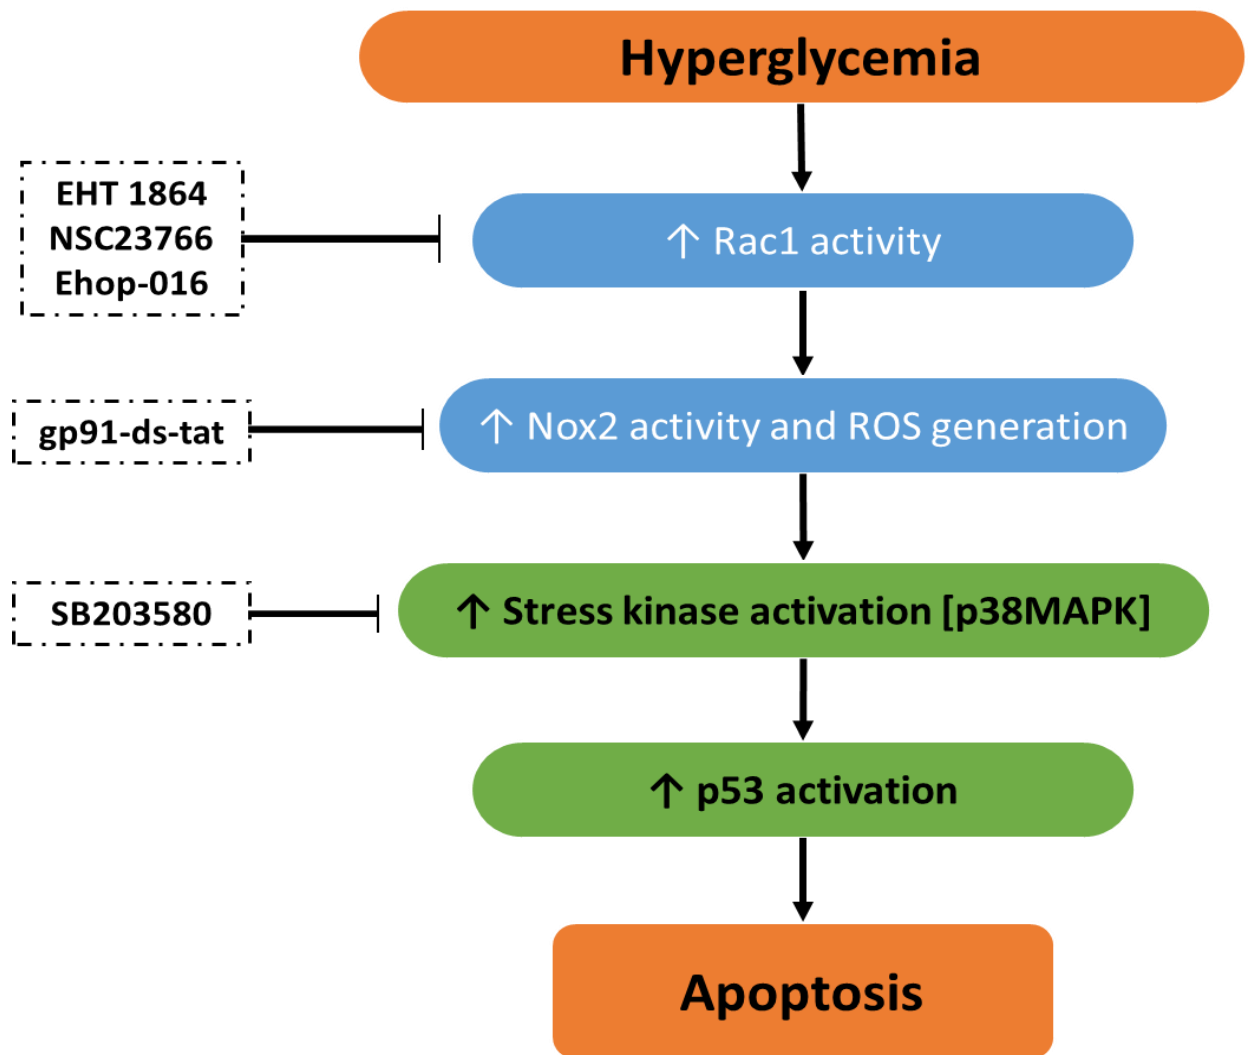 Hyperglycemia
EHT 1864
NSC23766
Ehop-016
↑ Rac1 activity
gp91-ds-tat
↑ Nox2 activity and ROS generation
SB203580
↑ Stress kinase activation [p38MAPK]
↑ p53 activation
Apoptosis